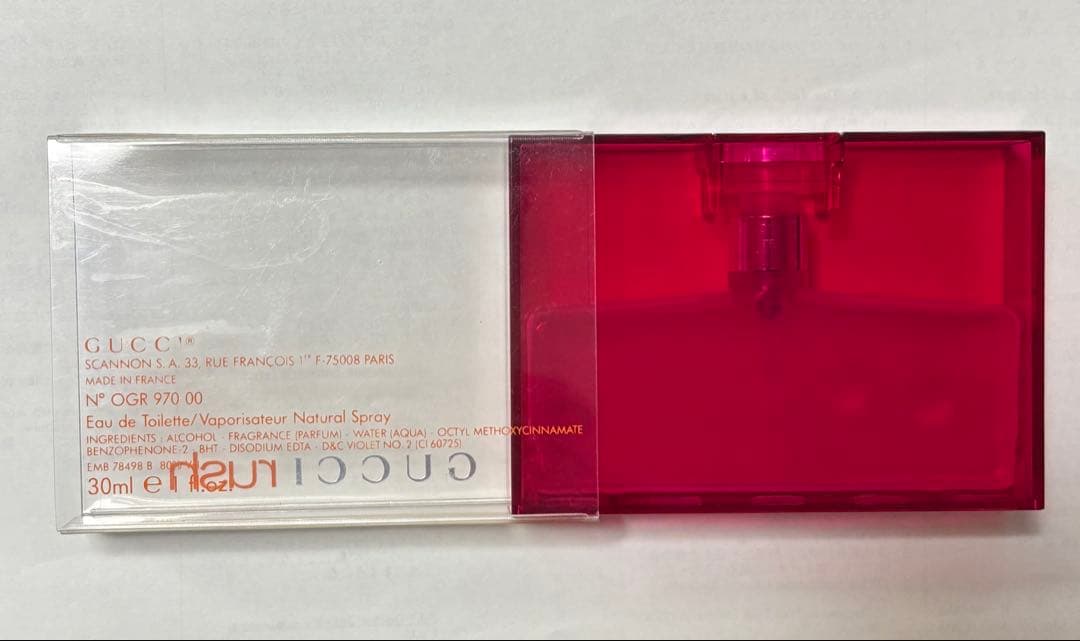 GUCCI®
SCANNON S. A. 33, RUE FRANÇOIS 1ᵉʳ F-75008 PARIS
MADE IN FRANCE
Nº OGR 970 00
Eau de Toilette/Vaporisateur Natural Spray
INGREDIENTS : ALCOHOL - FRAGRANCE (PARFUM) - WATER (AQUA) - OCTYL METHOXYCINNAMATE
BENZOPHENONE-2 - BHT - DISODIUM EDTA - D&C VIOLET NO. 2 (CI 60725)
EMB 78498 B 80%
GUCCI rush
30ml e 1 fl.oz.